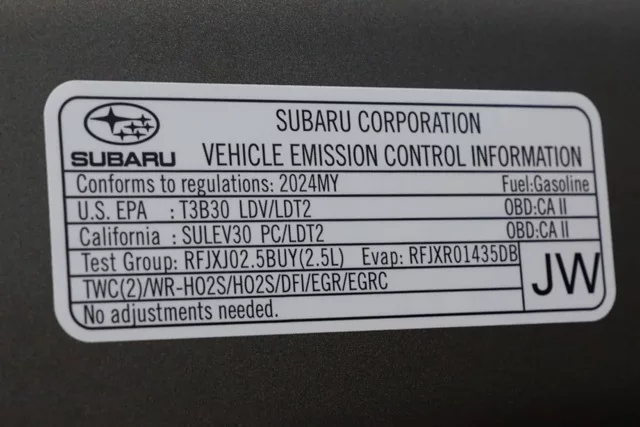 SUBARU CORPORATION
SUBARU VEHICLE EMISSION CONTROL INFORMATION
Conforms to regulations: 2024MY Fuel:Gasoline
U.S. EPA : T3B30 LDV/LDT2 OBD:CA II
California : SULEV30 PC/LDT2 OBD:CA II
Test Group: RFJXJ02.5BUY(2.5L) Evap: RFJXR01435DB
TWC(2)/WR-HO2S/HO2S/DFI/EGR/EGRC
JW
No adjustments needed.